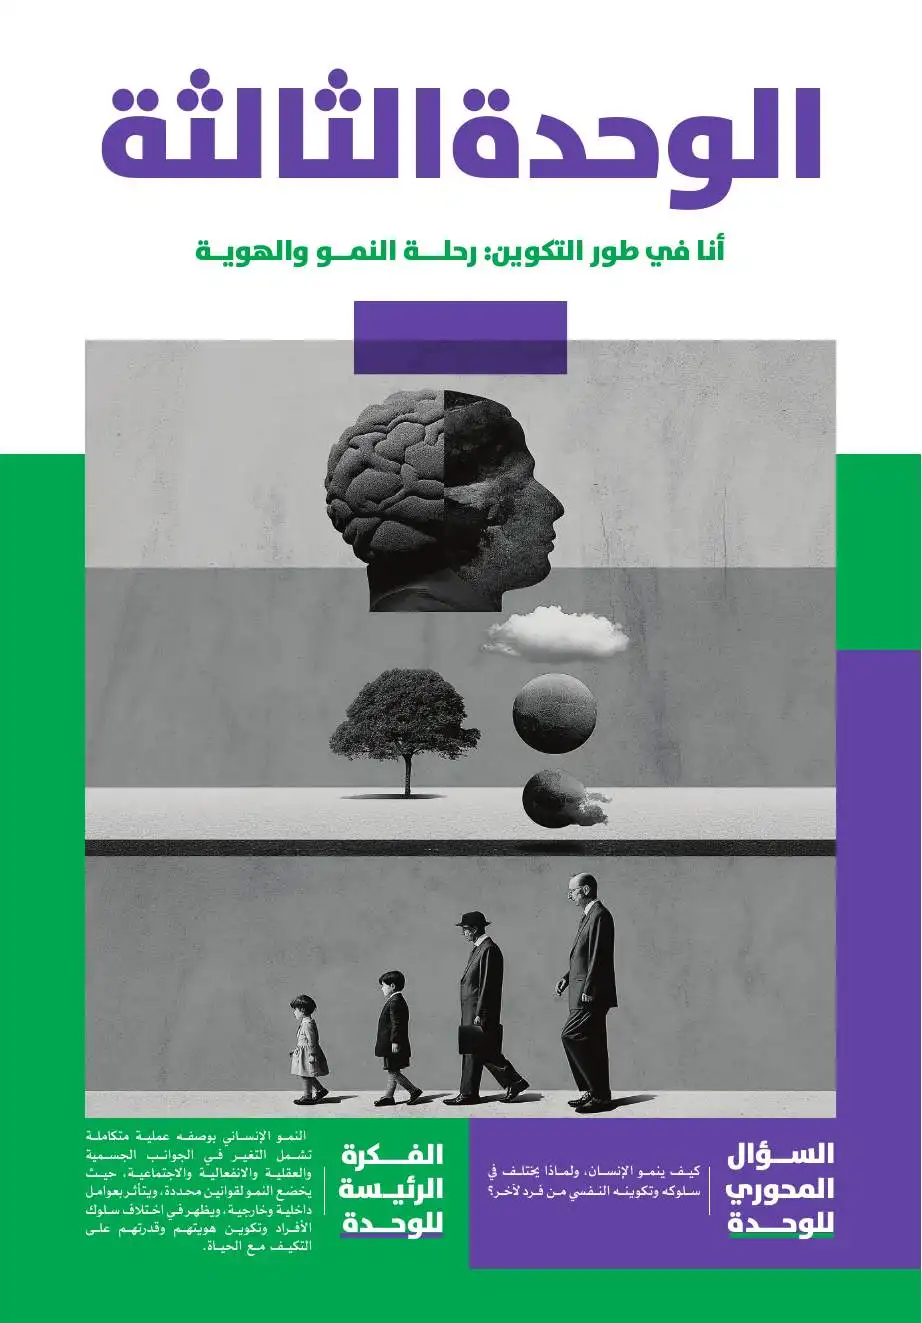 الوحدة الثالثة
أنا في طور التكوين: رحلة النمو والهوية
السؤال
المحوري
للوحدة
كيف ينمو الإنسان، ولماذا يختلف في
سلوكه وتكوينه النفسي من فرد لآخر؟
الفكرة
الرئيسة
للوحدة
النمو الإنساني بوصفه عملية متكاملة
تشمل التغير في الجوانب الجسمية
والعقلية والانفعالية والاجتماعية، حيث
يخضع النمو لقوانين محددة، ويتأثر بعوامل
داخلية وخارجية، ويظهر في اختلاف سلوك
الأفراد وتكوين هويتهم وقدرتهم على
التكيف مع الحياة.